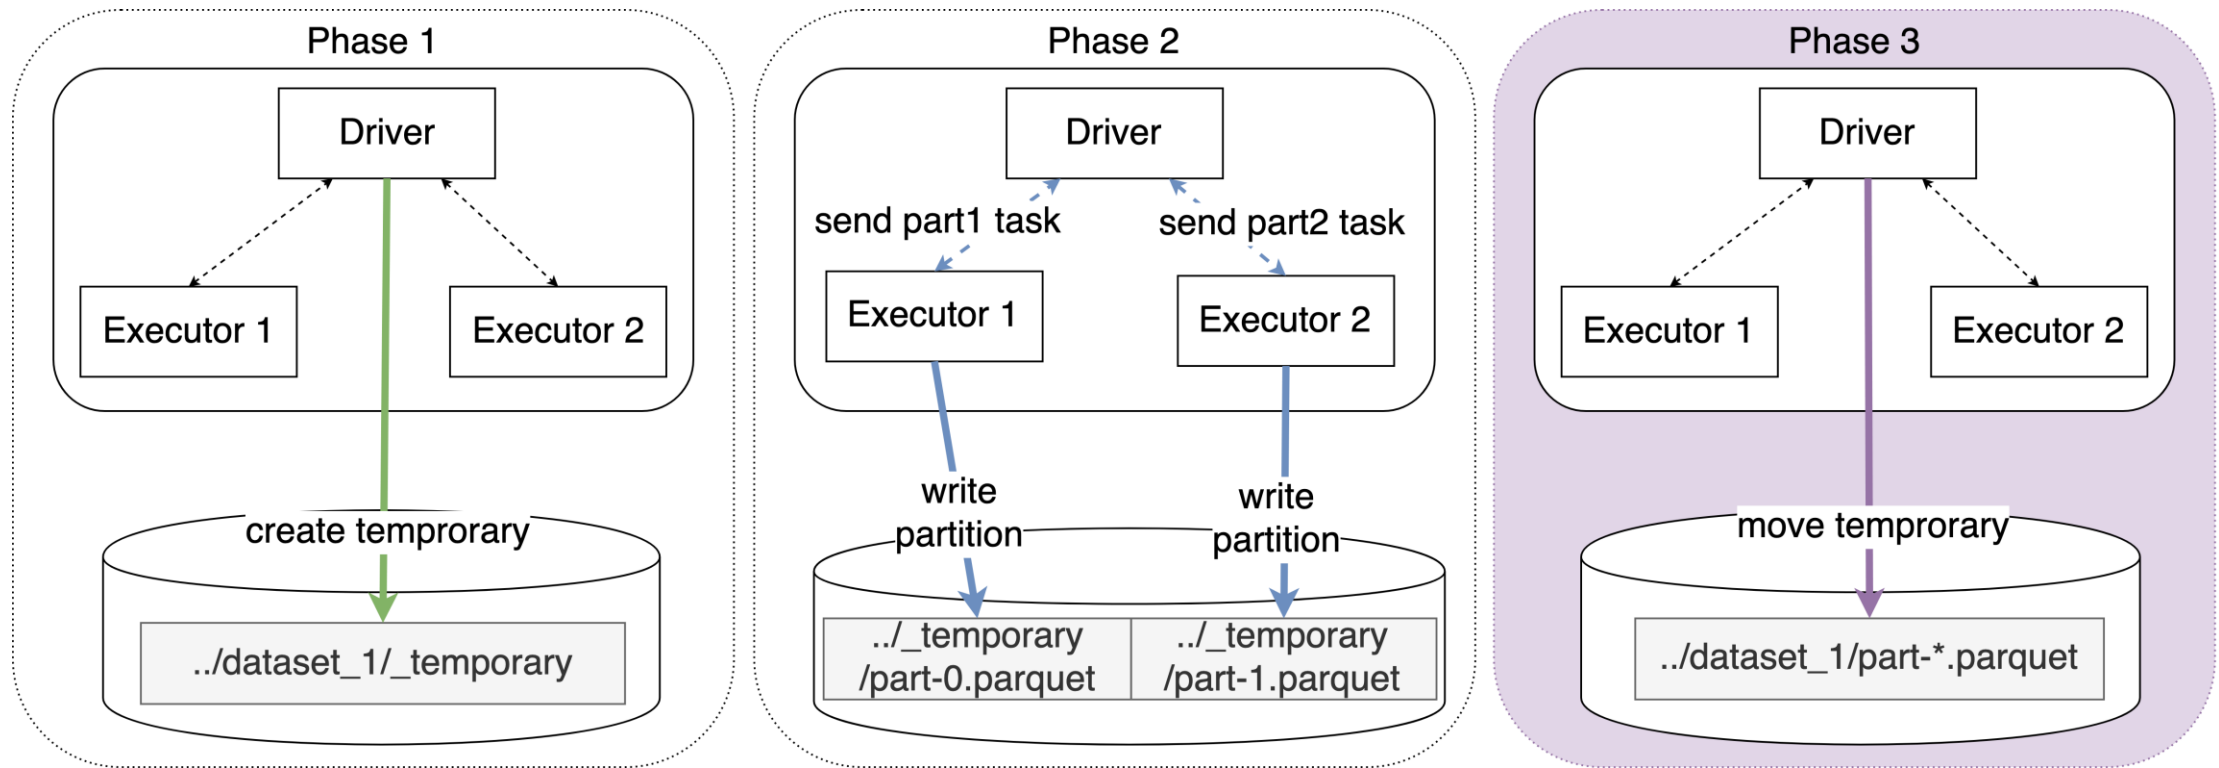 Phase 1
Driver
Executor 1
Executor 2
create temprorary
../dataset_1/_temporary
Phase 2
Driver
send part1 task
send part2 task
Executor 1
Executor 2
write
partition
write
partition
../_temporary
/part-0.parquet
../_temporary
/part-1.parquet
Phase 3
Driver
Executor 1
Executor 2
move temprorary
../dataset_1/part-*.parquet